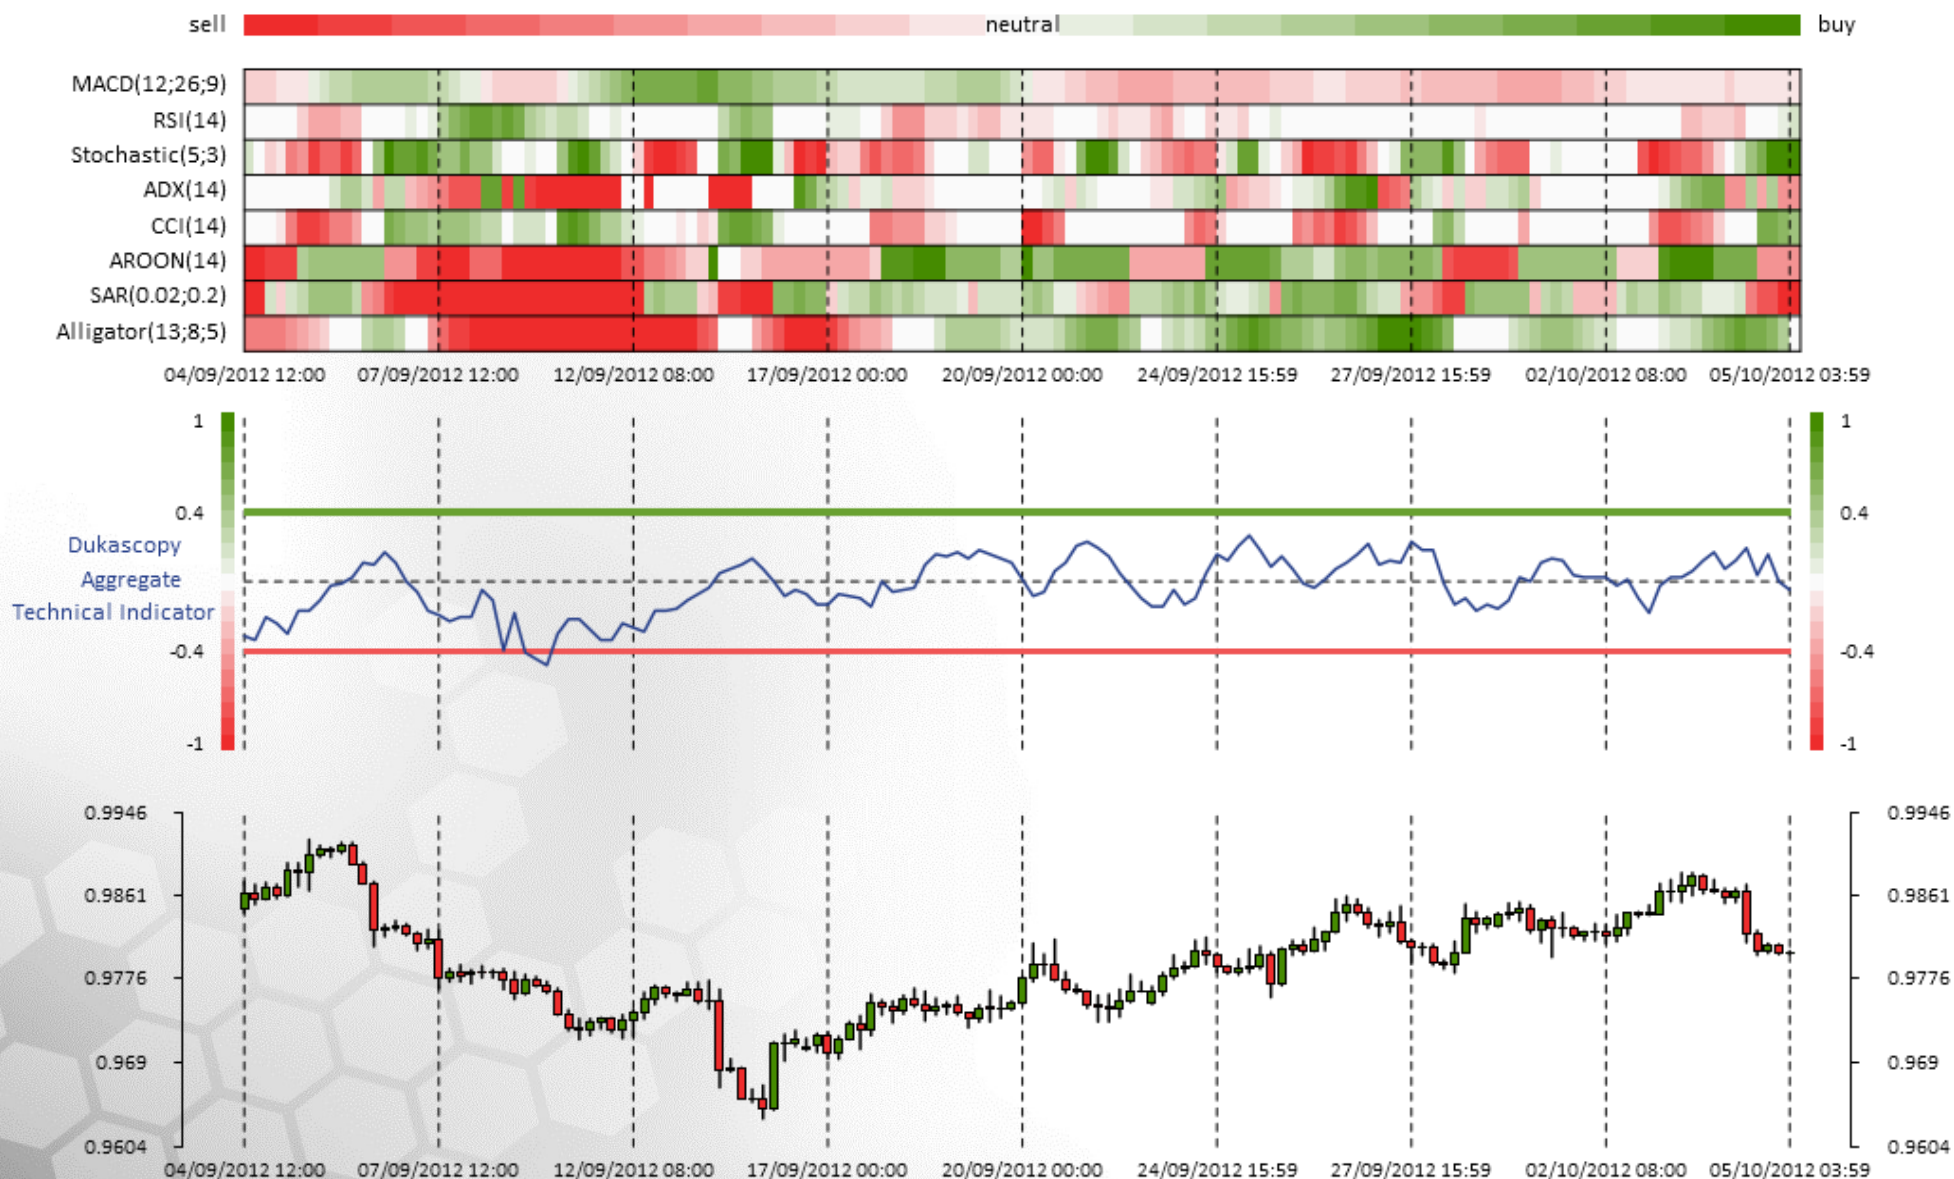 sell neutral buy
MACD(12;26;9)
RSI(14)
Stochastic(5;3)
ADX(14)
CCI(14)
AROON(14)
SAR(0.02;0.2)
Alligator(13;8;5)
04/09/2012 12:00 07/09/2012 12:00 12/09/2012 08:00 17/09/2012 00:00 20/09/2012 00:00 24/09/2012 15:59 27/09/2012 15:59 02/10/2012 08:00 05/10/2012 03:59
1 1
0.4 0.4
Dukascopy
Aggregate
Technical Indicator
-0.4 -0.4
-1 -1
0.9946 0.9946
0.9861 0.9861
0.9776 0.9776
0.969 0.969
0.9604 0.9604
04/09/2012 12:00 07/09/2012 12:00 12/09/2012 08:00 17/09/2012 00:00 20/09/2012 00:00 24/09/2012 15:59 27/09/2012 15:59 02/10/2012 08:00 05/10/2012 03:59